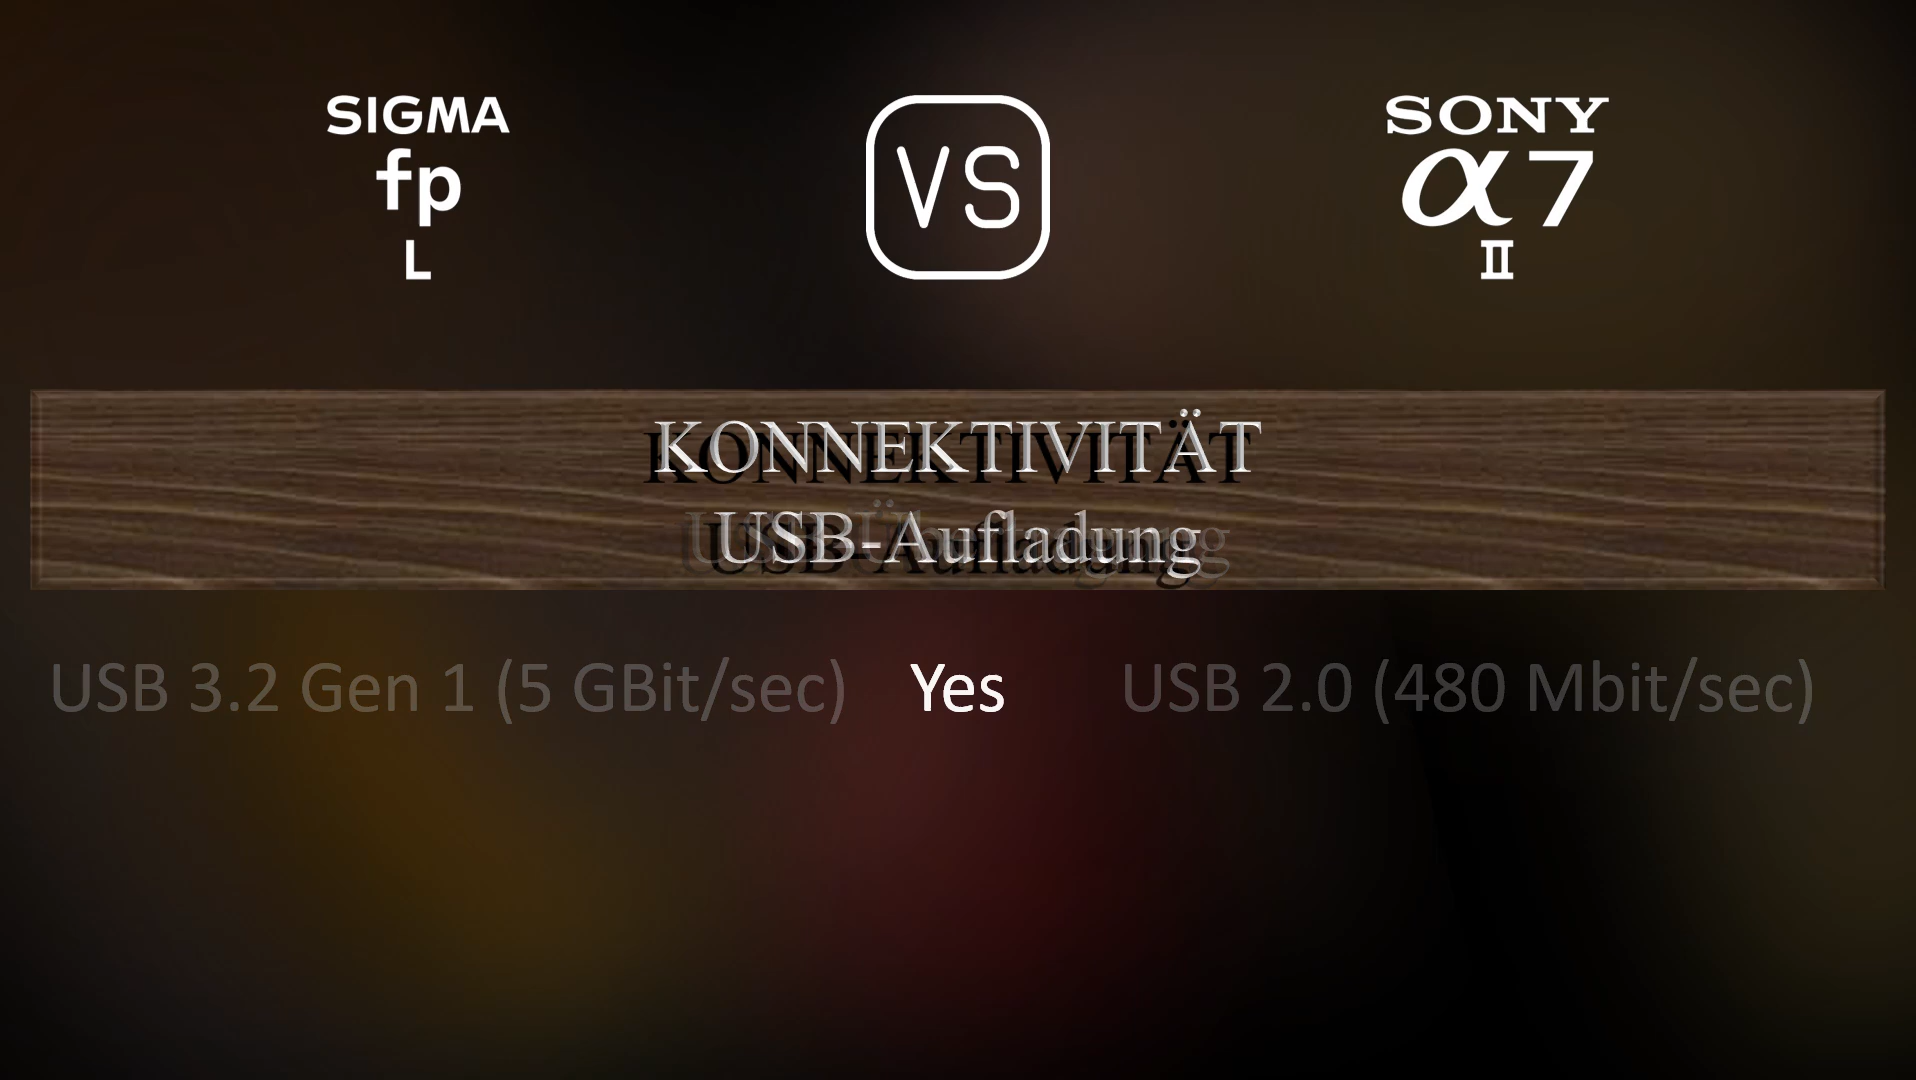 SIGMA
fp
L
VS
SONY
α7
II
KONNEKTIVITÄT
USB-Aufladung
USB 3.2 Gen 1 (5 GBit/sec)
Yes
USB 2.0 (480 Mbit/sec)